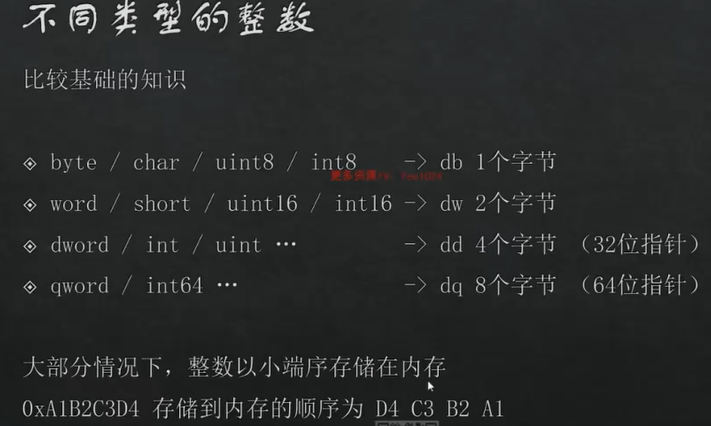 不同类型的整数
比较基础的知识
◈ byte / char / uint8 / int8 -> db 1个字节
◈ word / short / uint16 / int16 -> dw 2个字节
◈ dword / int / uint … -> dd 4个字节 （32位指针）
◈ qword / int64 … -> dq 8个字节 （64位指针）
大部分情况下，整数以小端序存储在内存
0xA1B2C3D4 存储到内存的顺序为 D4 C3 B2 A1